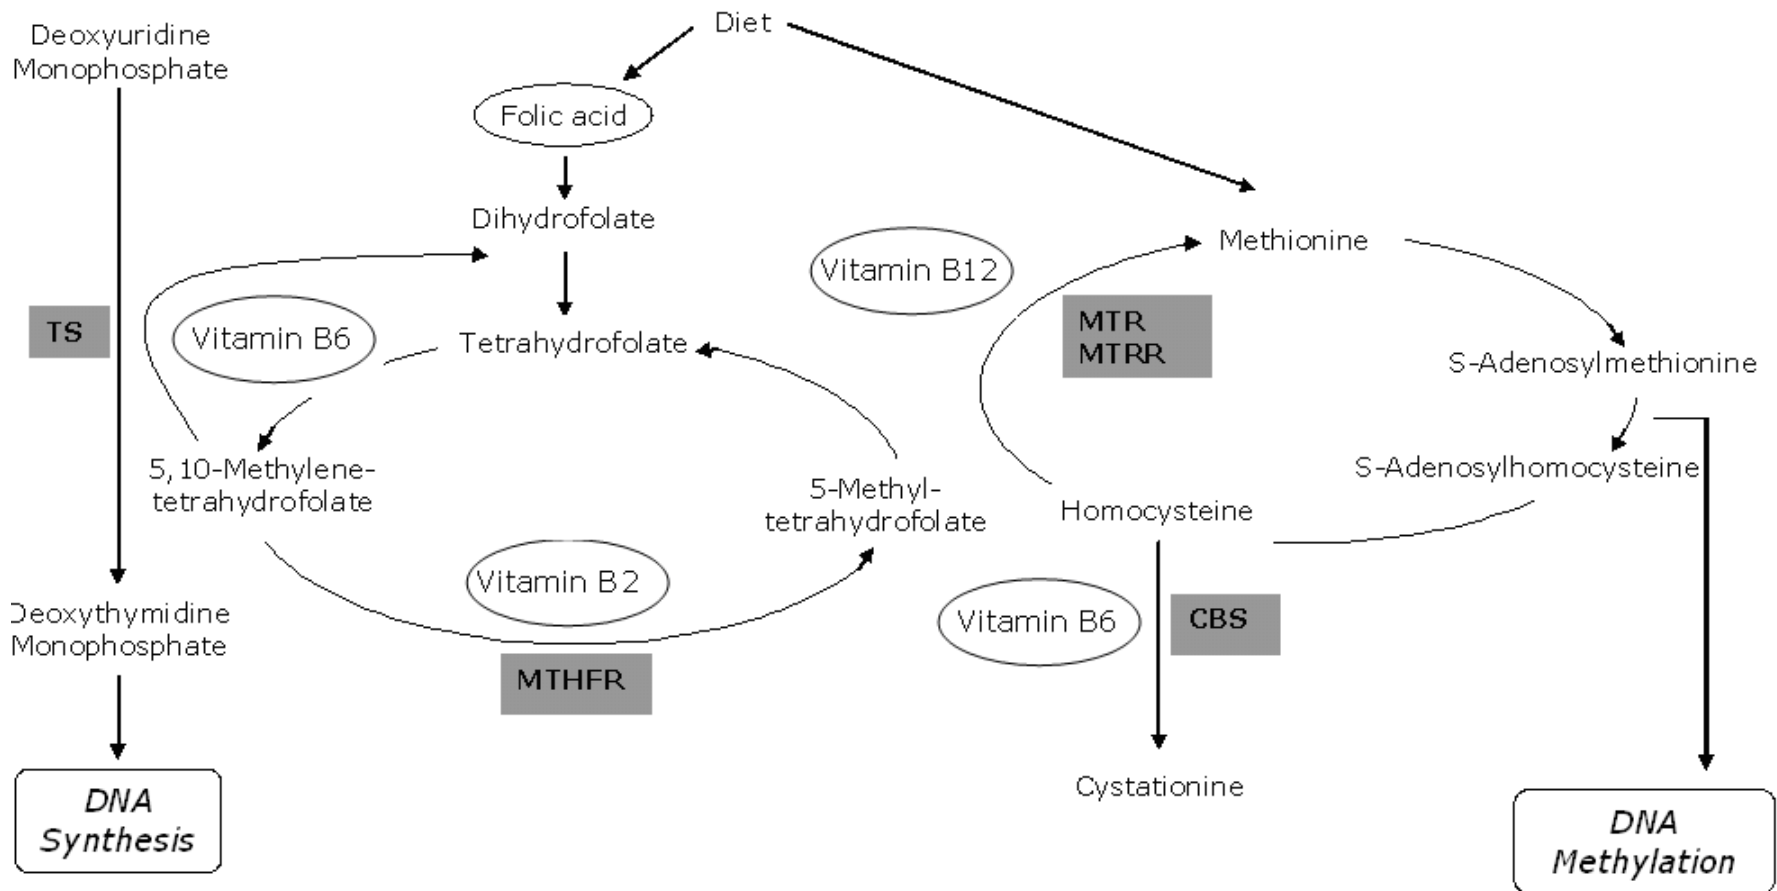 Deoxyuridine
Monophosphate
Diet
Folic acid
Dihydrofolate
Vitamin B12
Methionine
TS
Vitamin B6
Tetrahydrofolate
MTR
MTRR
S-Adenosylmethionine
5,10-Methylene-
tetrahydrofolate
5-Methyl-
tetrahydrofolate
Homocysteine
S-Adenosylhomocysteine
Vitamin B2
MTHFR
Vitamin B6
CBS
Deoxythymidine
Monophosphate
Cystationine
DNA
Synthesis
DNA
Methylation